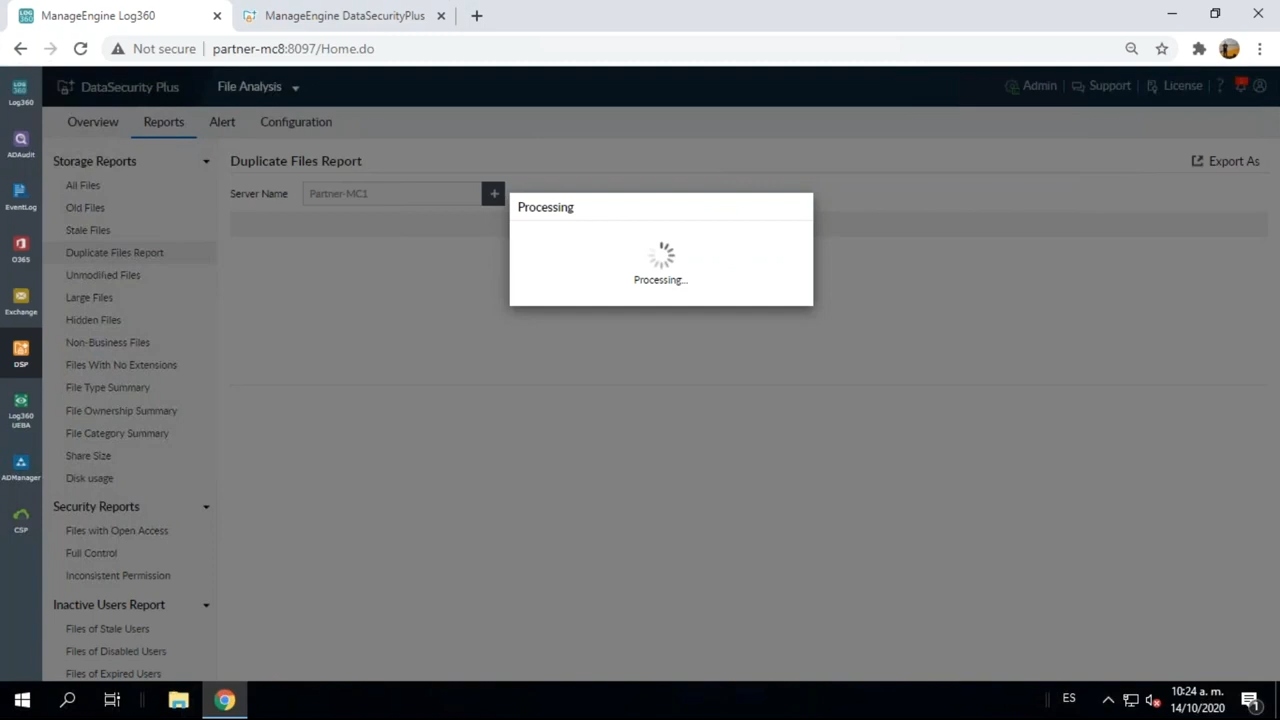 ManageEngine Log360
ManageEngine DataSecurityPlus
Not secure
partner-mc8:8097/Home.do
LOG 360
Log360
DataSecurity Plus
File Analysis
Admin
Support
License
?
Overview
Reports
Alert
Configuration
ADAudit
EventLog
O365
Exchange
DSP
Log360 UEBA
ADManager
CSP
Storage Reports
All Files
Old Files
Stale Files
Duplicate Files Report
Unmodified Files
Large Files
Hidden Files
Non-Business Files
Files With No Extensions
File Type Summary
File Ownership Summary
File Category Summary
Share Size
Disk usage
Security Reports
Files with Open Access
Full Control
Inconsistent Permission
Inactive Users Report
Files of Stale Users
Files of Disabled Users
Files of Expired Users
Duplicate Files Report
Export As
Server Name
Partner-MC1
+
Processing
Processing...
ES
10:24 a. m.
14/10/2020
1